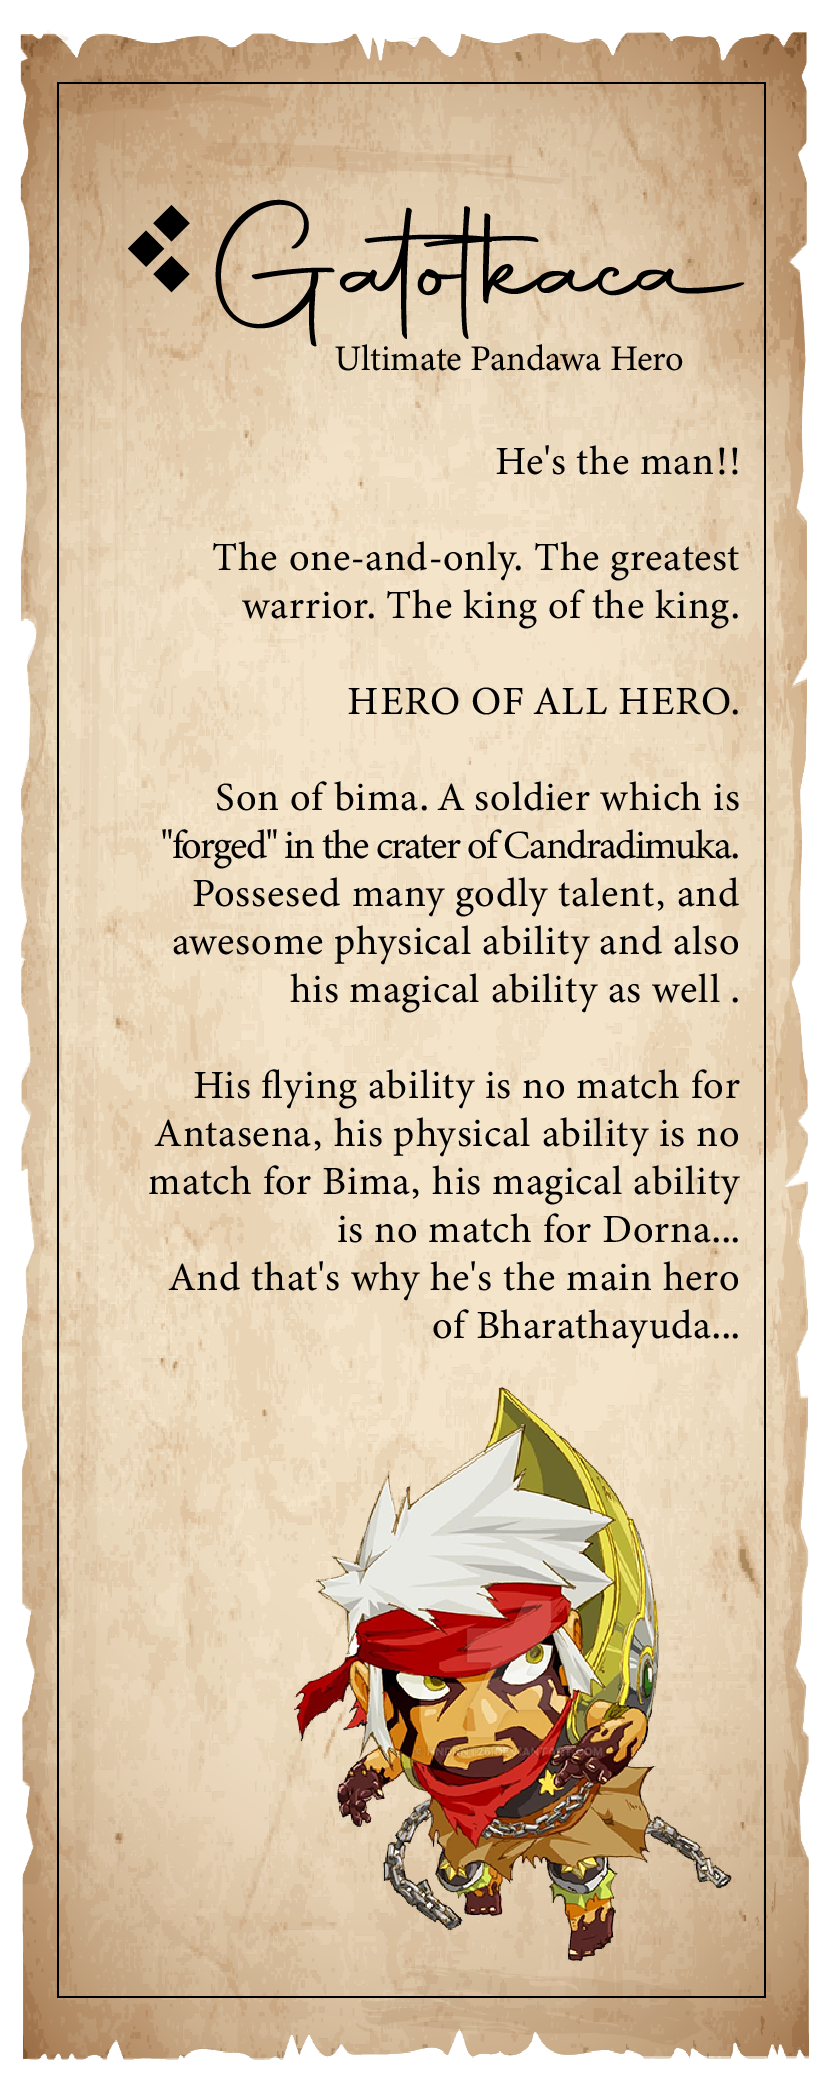 Gatotkaca
Ultimate Pandawa Hero
He's the man!!
The one-and-only. The greatest
warrior. The king of the king.
HERO OF ALL HERO.
Son of bima. A soldier which is
"forged" in the crater of Candradimuka.
Possesed many godly talent, and
awesome physical ability and also
his magical ability as well .
His flying ability is no match for
Antasena, his physical ability is no
match for Bima, his magical ability
is no match for Dorna...
And that's why he's the main hero
of Bharathayuda...